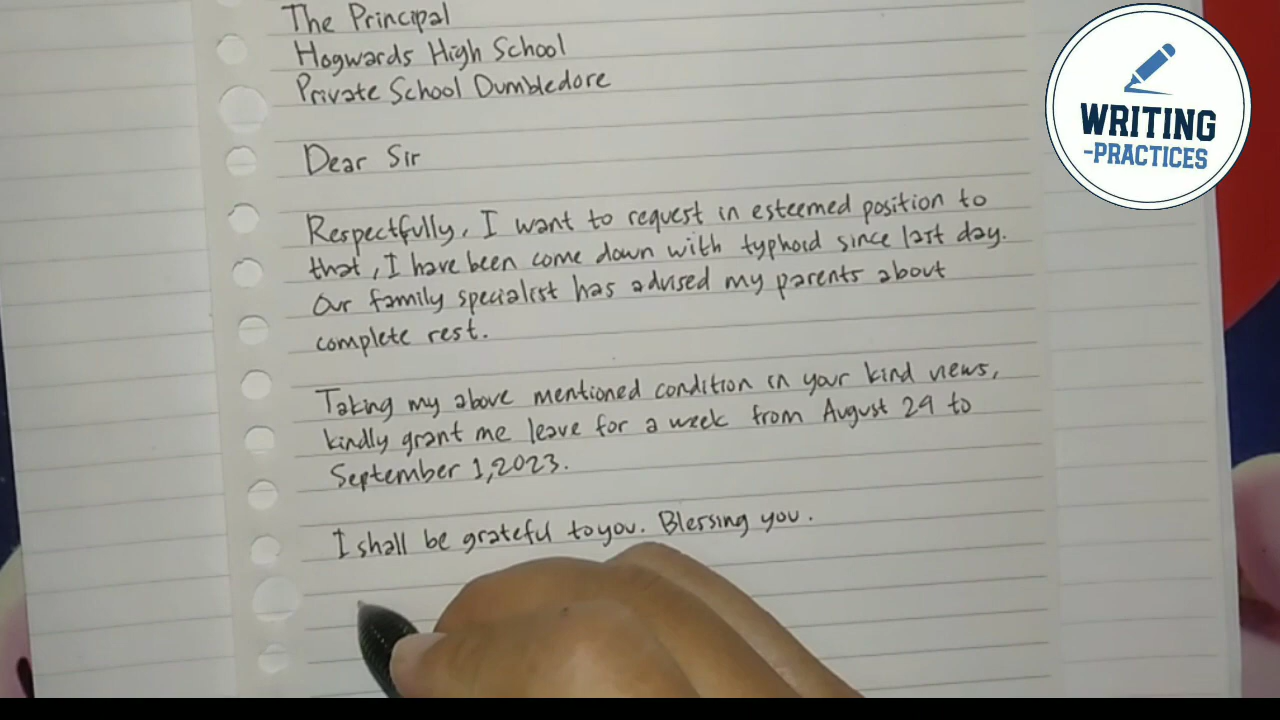 The Principal
Hogwards High School
Private School Dumbledore
Dear Sir
Respectfully, I want to request in esteemed position to
that, I have been come down with typhoid since last day.
Our family specialist has advised my parents about
complete rest.
Taking my above mentioned condition in your kind news,
kindly grant me leave for a week from August 29 to
September 1, 2023.
I shall be grateful to you. Blessing you.
WRITING
-PRACTICES